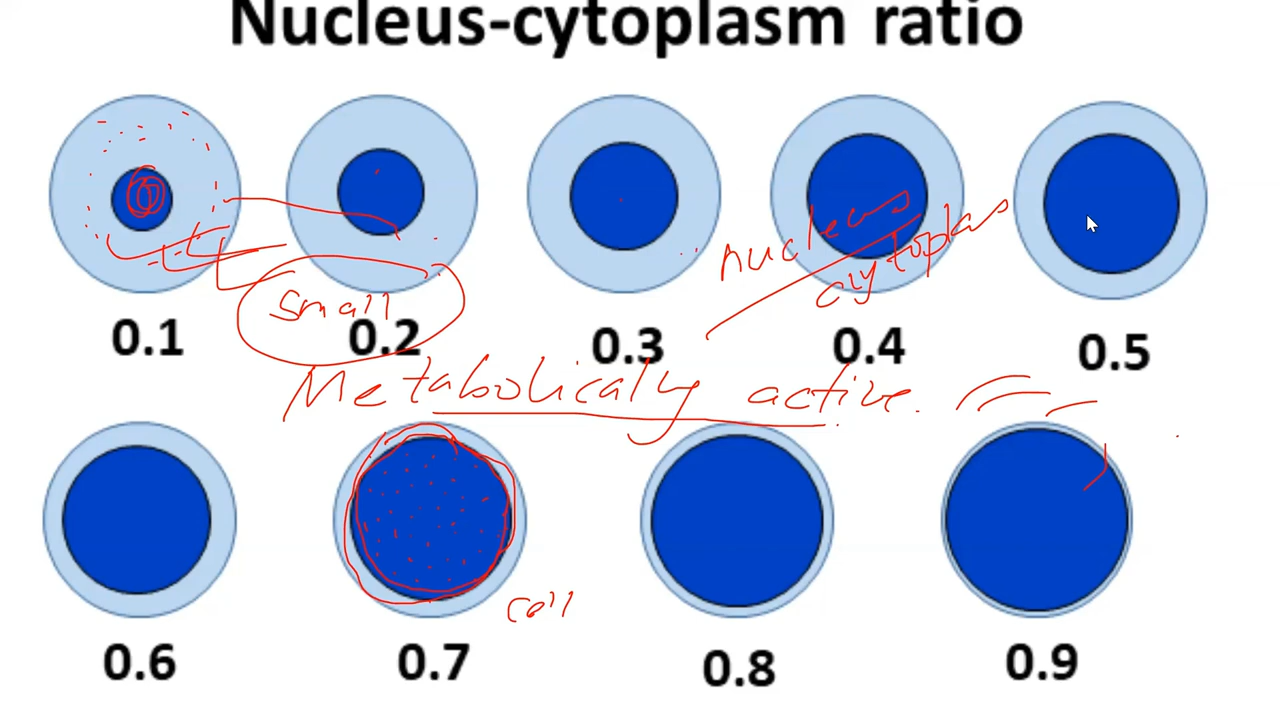 Nucleus-cytoplasm ratio
nucleus
cytoplas
small
0.1 0.2 0.3 0.4 0.5
Metabolically active.
cell
0.6 0.7 0.8 0.9